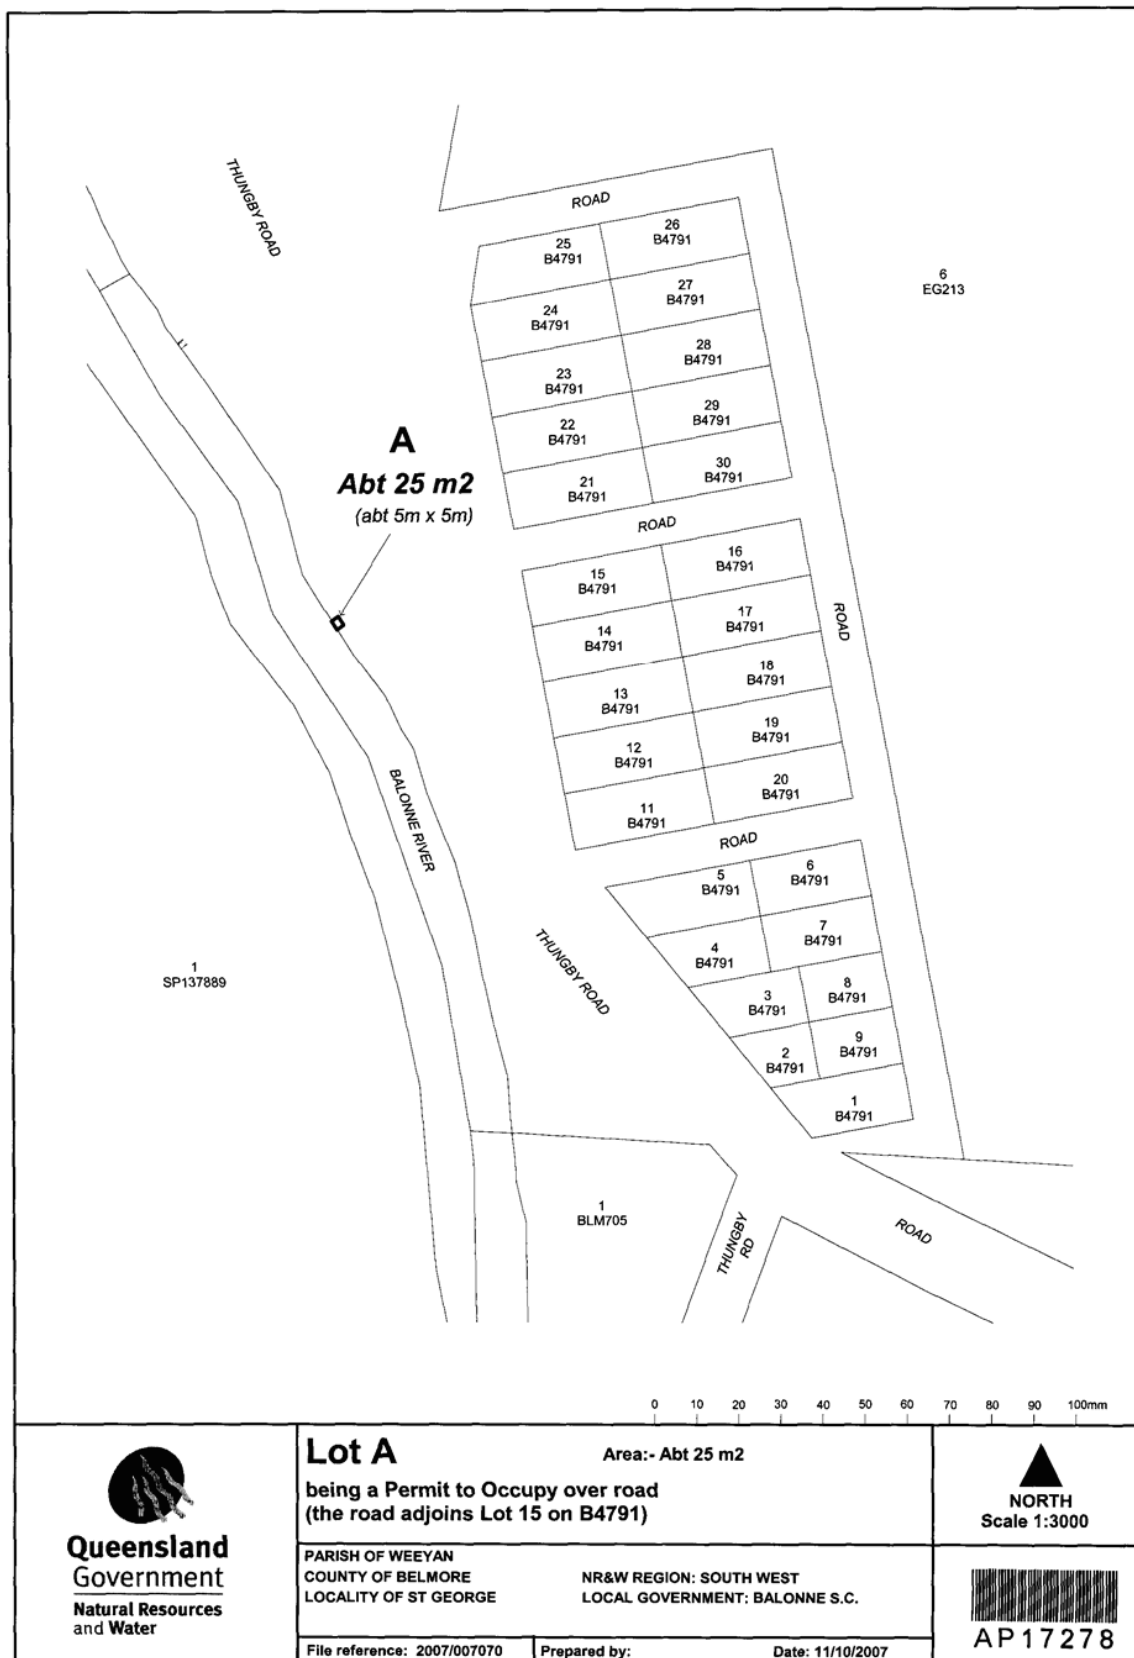 THUNGBY ROAD
ROAD
25
B4791
26
B4791
6
EG213
24
B4791
27
B4791
23
B4791
28
B4791
22
B4791
29
B4791
21
B4791
30
B4791
A
Abt 25 m2
(abt 5m x 5m)
ROAD
15
B4791
16
B4791
14
B4791
17
B4791
ROAD
13
B4791
18
B4791
12
B4791
19
B4791
11
B4791
20
B4791
BALONNE RIVER
ROAD
5
B4791
6
B4791
4
B4791
7
B4791
THUNGBY ROAD
1
SP137889
3
B4791
8
B4791
2
B4791
9
B4791
1
B4791
1
BLM705
THUNGBY
RD
ROAD
0 10 20 30 40 50 60 70 80 90 100mm
Queensland
Government
Natural Resources
and Water
Lot A
Area:- Abt 25 m2
being a Permit to Occupy over road
(the road adjoins Lot 15 on B4791)
NORTH
Scale 1:3000
PARISH OF WEEYAN
COUNTY OF BELMORE
NR&W REGION: SOUTH WEST
LOCALITY OF ST GEORGE
LOCAL GOVERNMENT: BALONNE S.C.
File reference: 2007/007070
Prepared by:
Date: 11/10/2007
AP17278